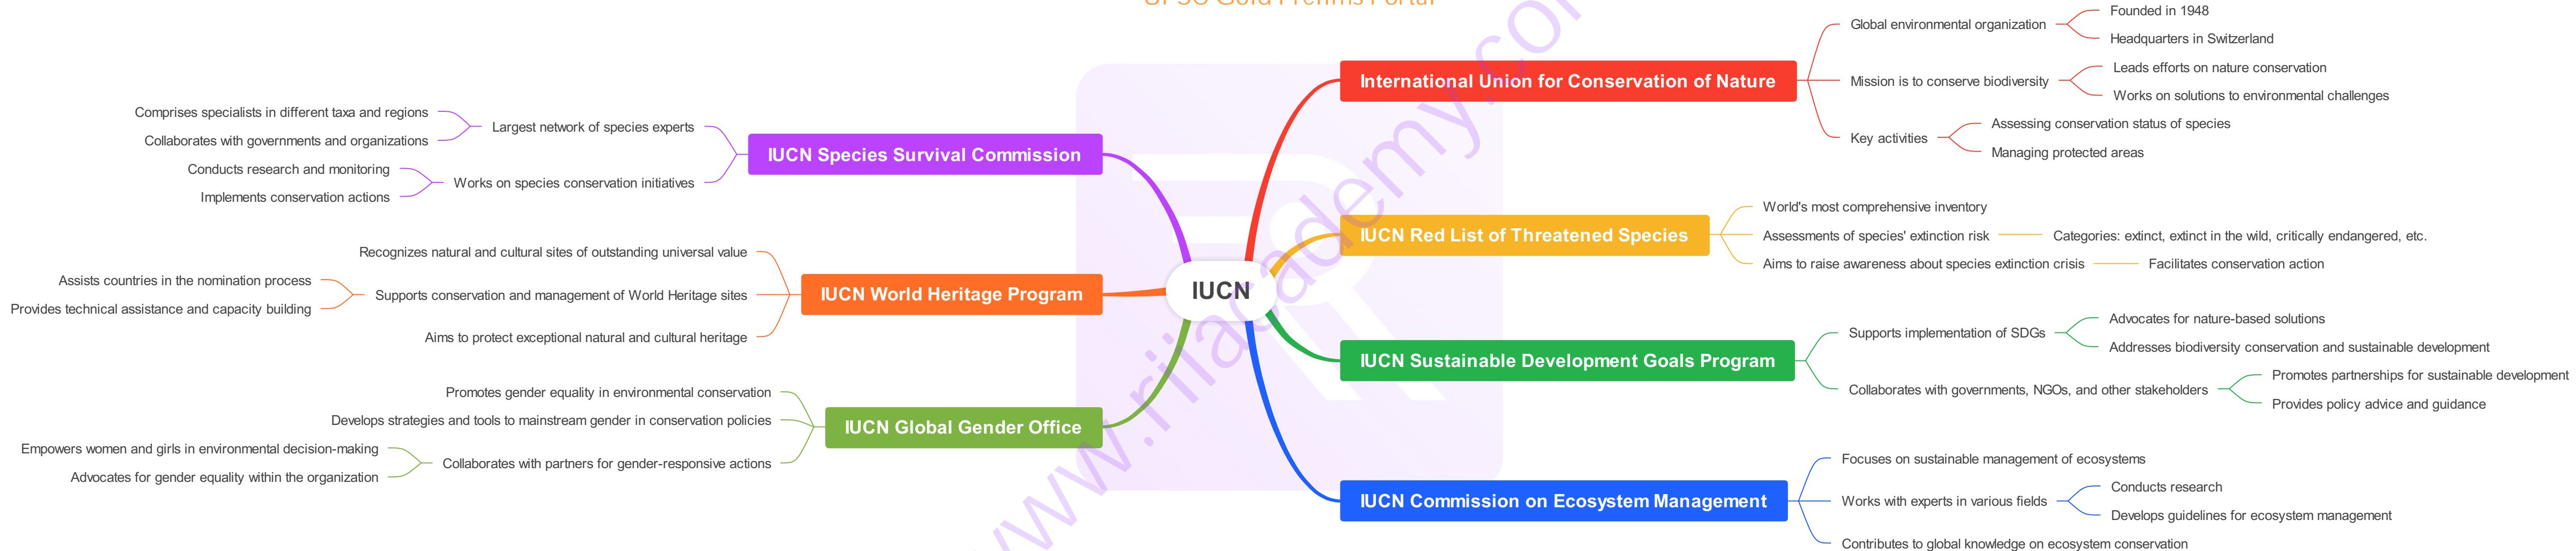 UPSC Gold Prelims Portal
IUCN
International Union for Conservation of Nature
Global environmental organization
Founded in 1948
Headquarters in Switzerland
Mission is to conserve biodiversity
Leads efforts on nature conservation
Works on solutions to environmental challenges
Key activities
Assessing conservation status of species
Managing protected areas
IUCN Red List of Threatened Species
World's most comprehensive inventory
Assessments of species' extinction risk
Categories: extinct, extinct in the wild, critically endangered, etc.
Aims to raise awareness about species extinction crisis
Facilitates conservation action
IUCN Sustainable Development Goals Program
Supports implementation of SDGs
Advocates for nature-based solutions
Addresses biodiversity conservation and sustainable development
Collaborates with governments, NGOs, and other stakeholders
Promotes partnerships for sustainable development
Provides policy advice and guidance
IUCN Commission on Ecosystem Management
Focuses on sustainable management of ecosystems
Works with experts in various fields
Conducts research
Develops guidelines for ecosystem management
Contributes to global knowledge on ecosystem conservation
IUCN Species Survival Commission
Largest network of species experts
Comprises specialists in different taxa and regions
Collaborates with governments and organizations
Works on species conservation initiatives
Conducts research and monitoring
Implements conservation actions
IUCN World Heritage Program
Recognizes natural and cultural sites of outstanding universal value
Supports conservation and management of World Heritage sites
Assists countries in the nomination process
Provides technical assistance and capacity building
Aims to protect exceptional natural and cultural heritage
IUCN Global Gender Office
Promotes gender equality in environmental conservation
Develops strategies and tools to mainstream gender in conservation policies
Collaborates with partners for gender-responsive actions
Empowers women and girls in environmental decision-making
Advocates for gender equality within the organization